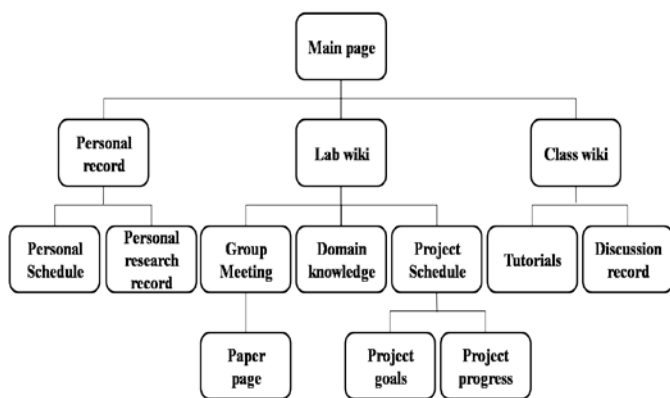 Main page
Personal
record
Lab wiki
Class wiki
Personal
Schedule
Personal
research
record
Group
Meeting
Domain
knowledge
Project
Schedule
Tutorials
Discussion
record
Paper
page
Project
goals
Project
progress